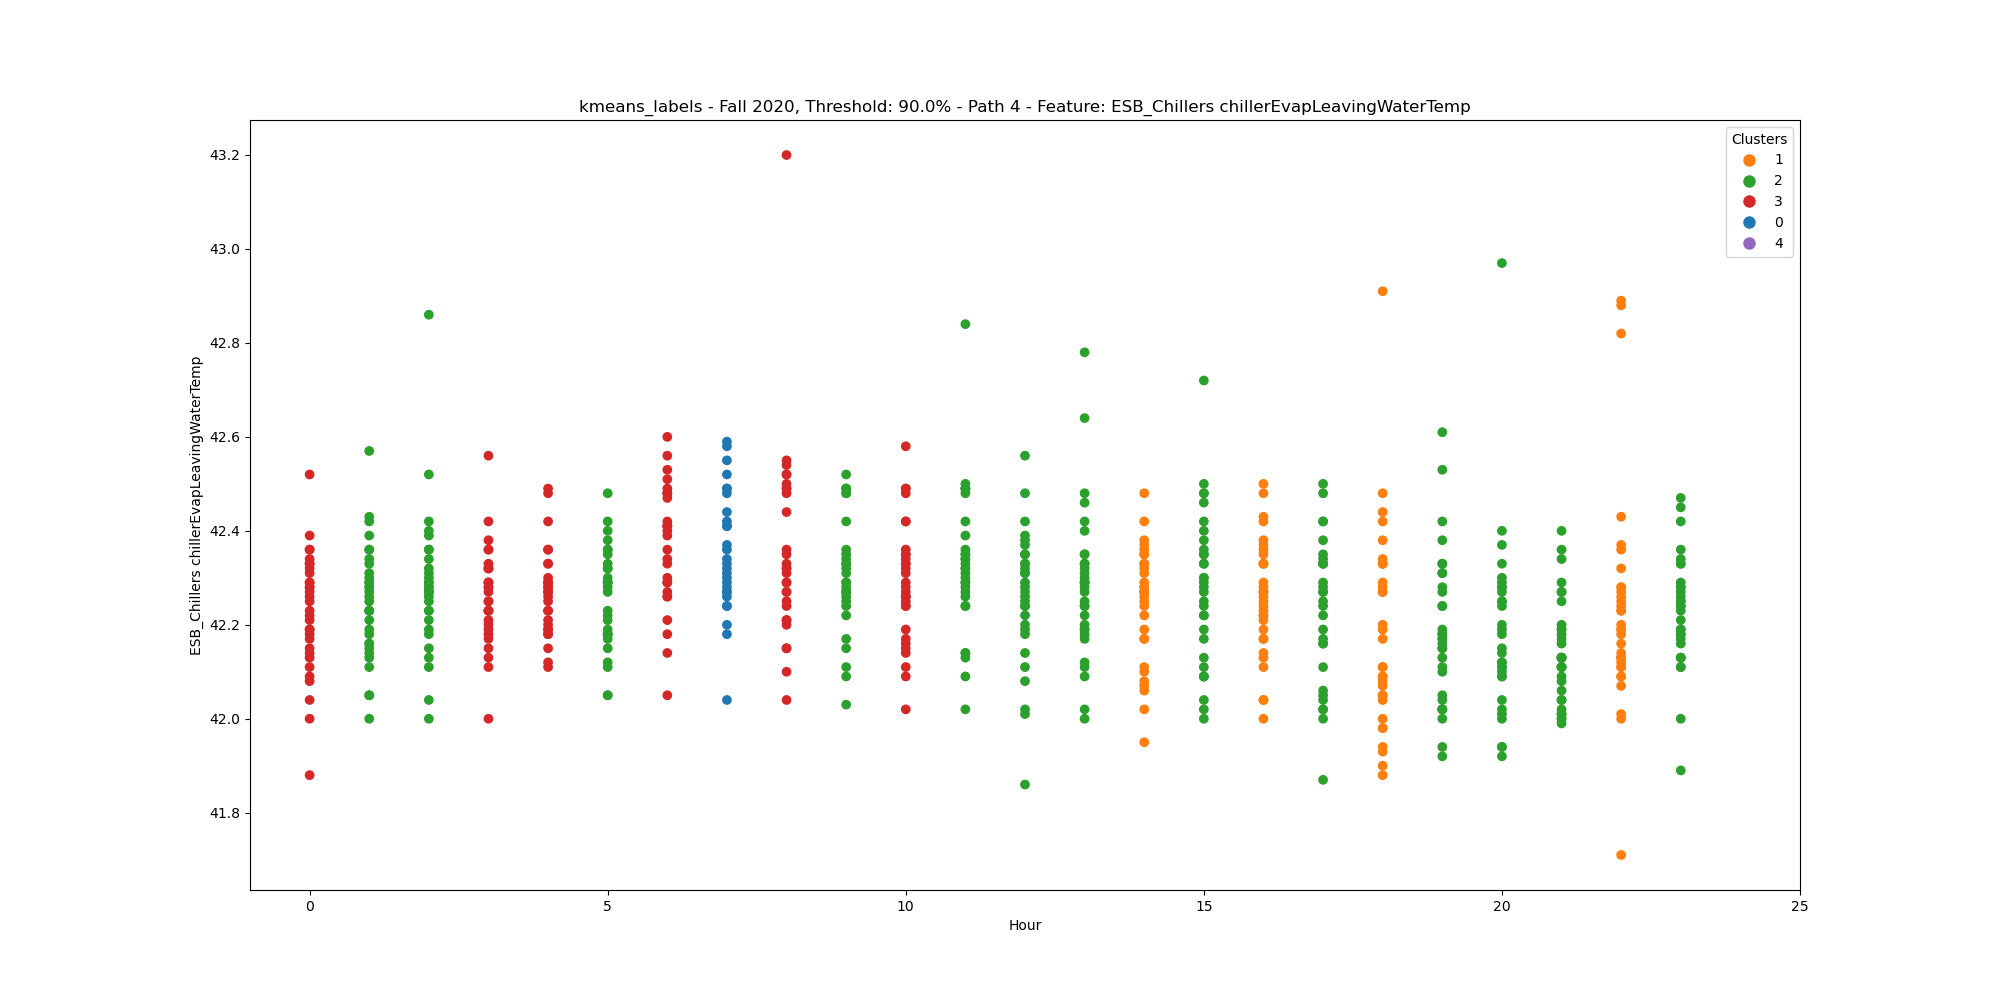 kmeans_labels - Fall 2020, Threshold: 90.0% - Path 4 - Feature: ESB_Chillers chillerEvapLeavingWaterTemp
Clusters
1
2
3
0
4
43.2
43.0
42.8
42.6
42.4
42.2
42.0
41.8
ESB_Chillers chillerEvapLeavingWaterTemp
0 5 10 15 20 25
Hour